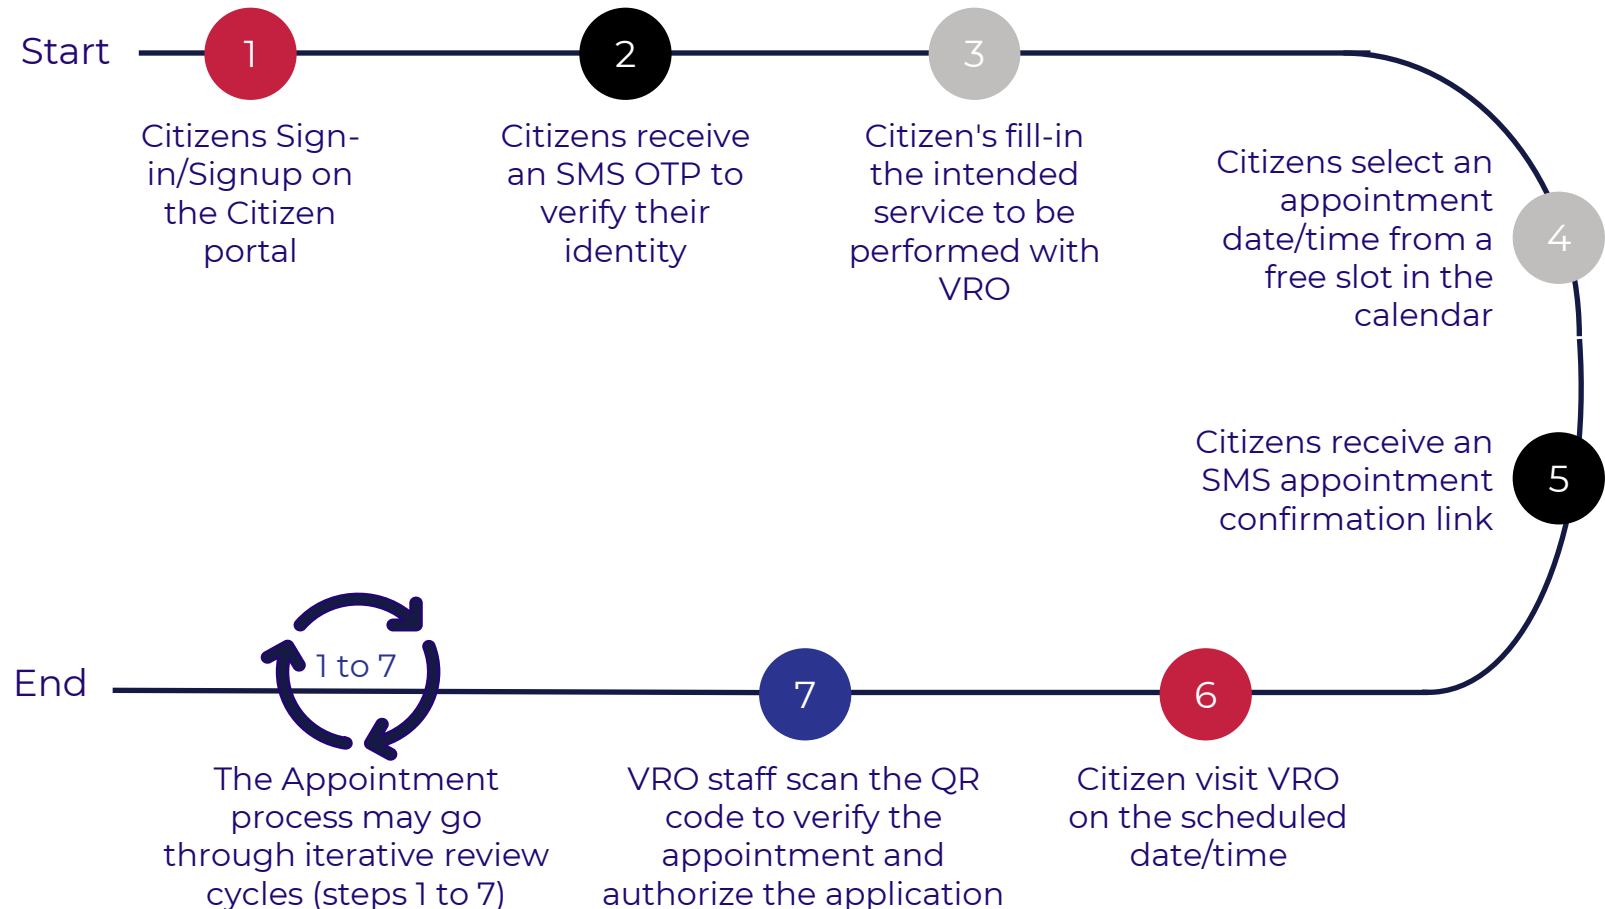 Start
1
Citizens Sign-
in/Signup on
the Citizen
portal
2
Citizens receive
an SMS OTP to
verify their
identity
3
Citizen's fill-in
the intended
service to be
performed with
VRO
4
Citizens select an
appointment
date/time from a
free slot in the
calendar
5
Citizens receive an
SMS appointment
confirmation link
6
Citizen visit VRO
on the scheduled
date/time
7
VRO staff scan the QR
code to verify the
appointment and
authorize the application
1 to 7
The Appointment
process may go
through iterative review
cycles (steps 1 to 7)
End